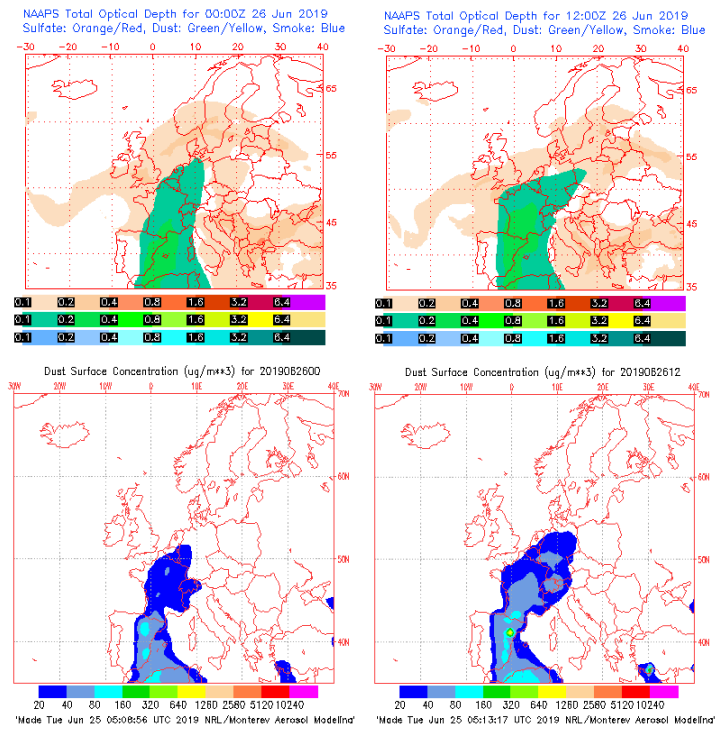 NAAPS Total Optical Depth for 00:00Z 26 Jun 2019
Sulfate: Orange/Red, Dust: Green/Yellow, Smoke: Blue
-30 -20 -10 0 10 20 30 40
65
55
45
35
0.1 0.2 0.4 0.8 1.6 3.2 6.4
0.1 0.2 0.4 0.8 1.6 3.2 6.4
0.1 0.2 0.4 0.8 1.6 3.2 6.4
NAAPS Total Optical Depth for 12:00Z 26 Jun 2019
Sulfate: Orange/Red, Dust: Green/Yellow, Smoke: Blue
-30 -20 -10 0 10 20 30 40
65
55
45
35
0.1 0.2 0.4 0.8 1.6 3.2 6.4
0.1 0.2 0.4 0.8 1.6 3.2 6.4
0.1 0.2 0.4 0.8 1.6 3.2 6.4
Dust Surface Concentration (ug/m**3) for 2019062600
30W 20W 10W 0 10E 20E 30E 40E
70N
60N
50N
40N
20 40 80 160 320 640 1280 2560 5120 10240
'Made Tue Jun 25 05:08:56 UTC 2019 NRL/Monterey Aerosol Modeling'
Dust Surface Concentration (ug/m**3) for 2019062612
30W 20W 10W 0 10E 20E 30E 40E
70N
60N
50N
40N
20 40 80 160 320 640 1280 2560 5120 10240
'Made Tue Jun 25 05:13:17 UTC 2019 NRL/Monterey Aerosol Modeling'